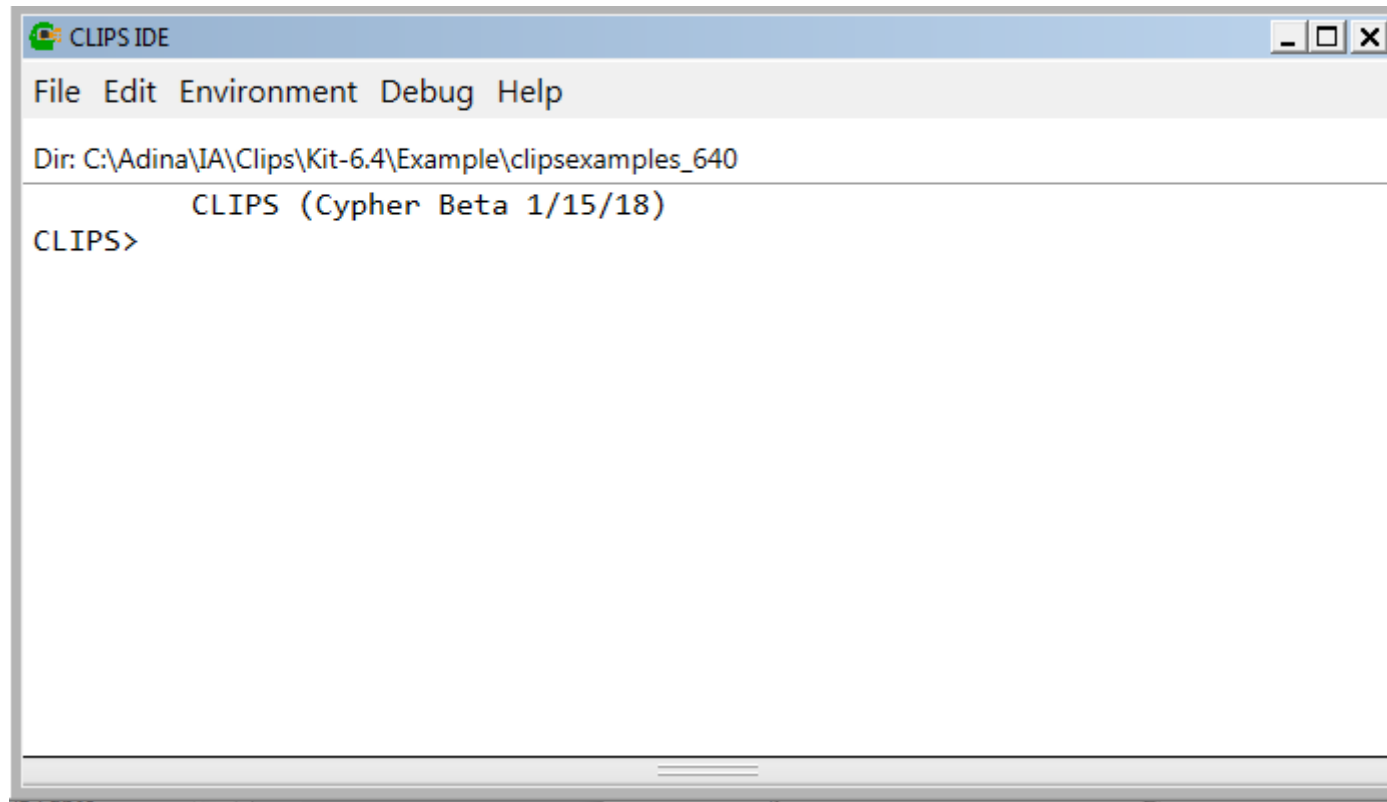 CLIPS IDE
File Edit Environment Debug Help
Dir: C:\Adina\IA\Clips\Kit-6.4\Example\clipsexamples_640
CLIPS (Cypher Beta 1/15/18)
CLIPS>